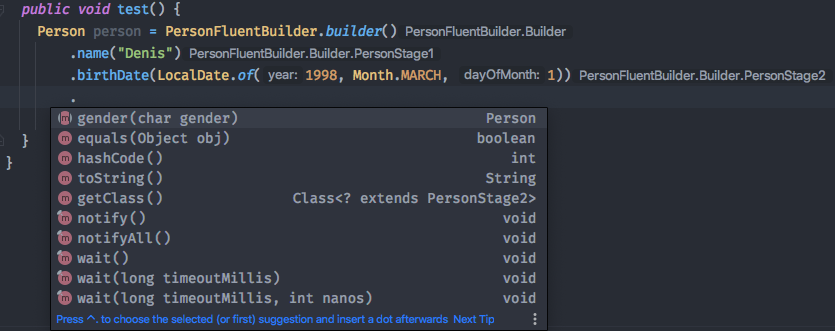 public void test() {
Person person = PersonFluentBuilder.builder() PersonFluentBuilder.Builder
.name("Denis") PersonFluentBuilder.Builder.PersonStage1
.birthDate(LocalDate.of( year: 1998, Month.MARCH, dayOfMonth: 1)) PersonFluentBuilder.Builder.PersonStage2
.
m gender(char gender) Person
m equals(Object obj) boolean
m hashCode() int
m toString() String
m getClass() Class<? extends PersonStage2>
m notify() void
m notifyAll() void
m wait() void
m wait(long timeoutMillis) void
m wait(long timeoutMillis, int nanos) void
Press ^. to choose the selected (or first) suggestion and insert a dot afterwards Next Tip
}
}